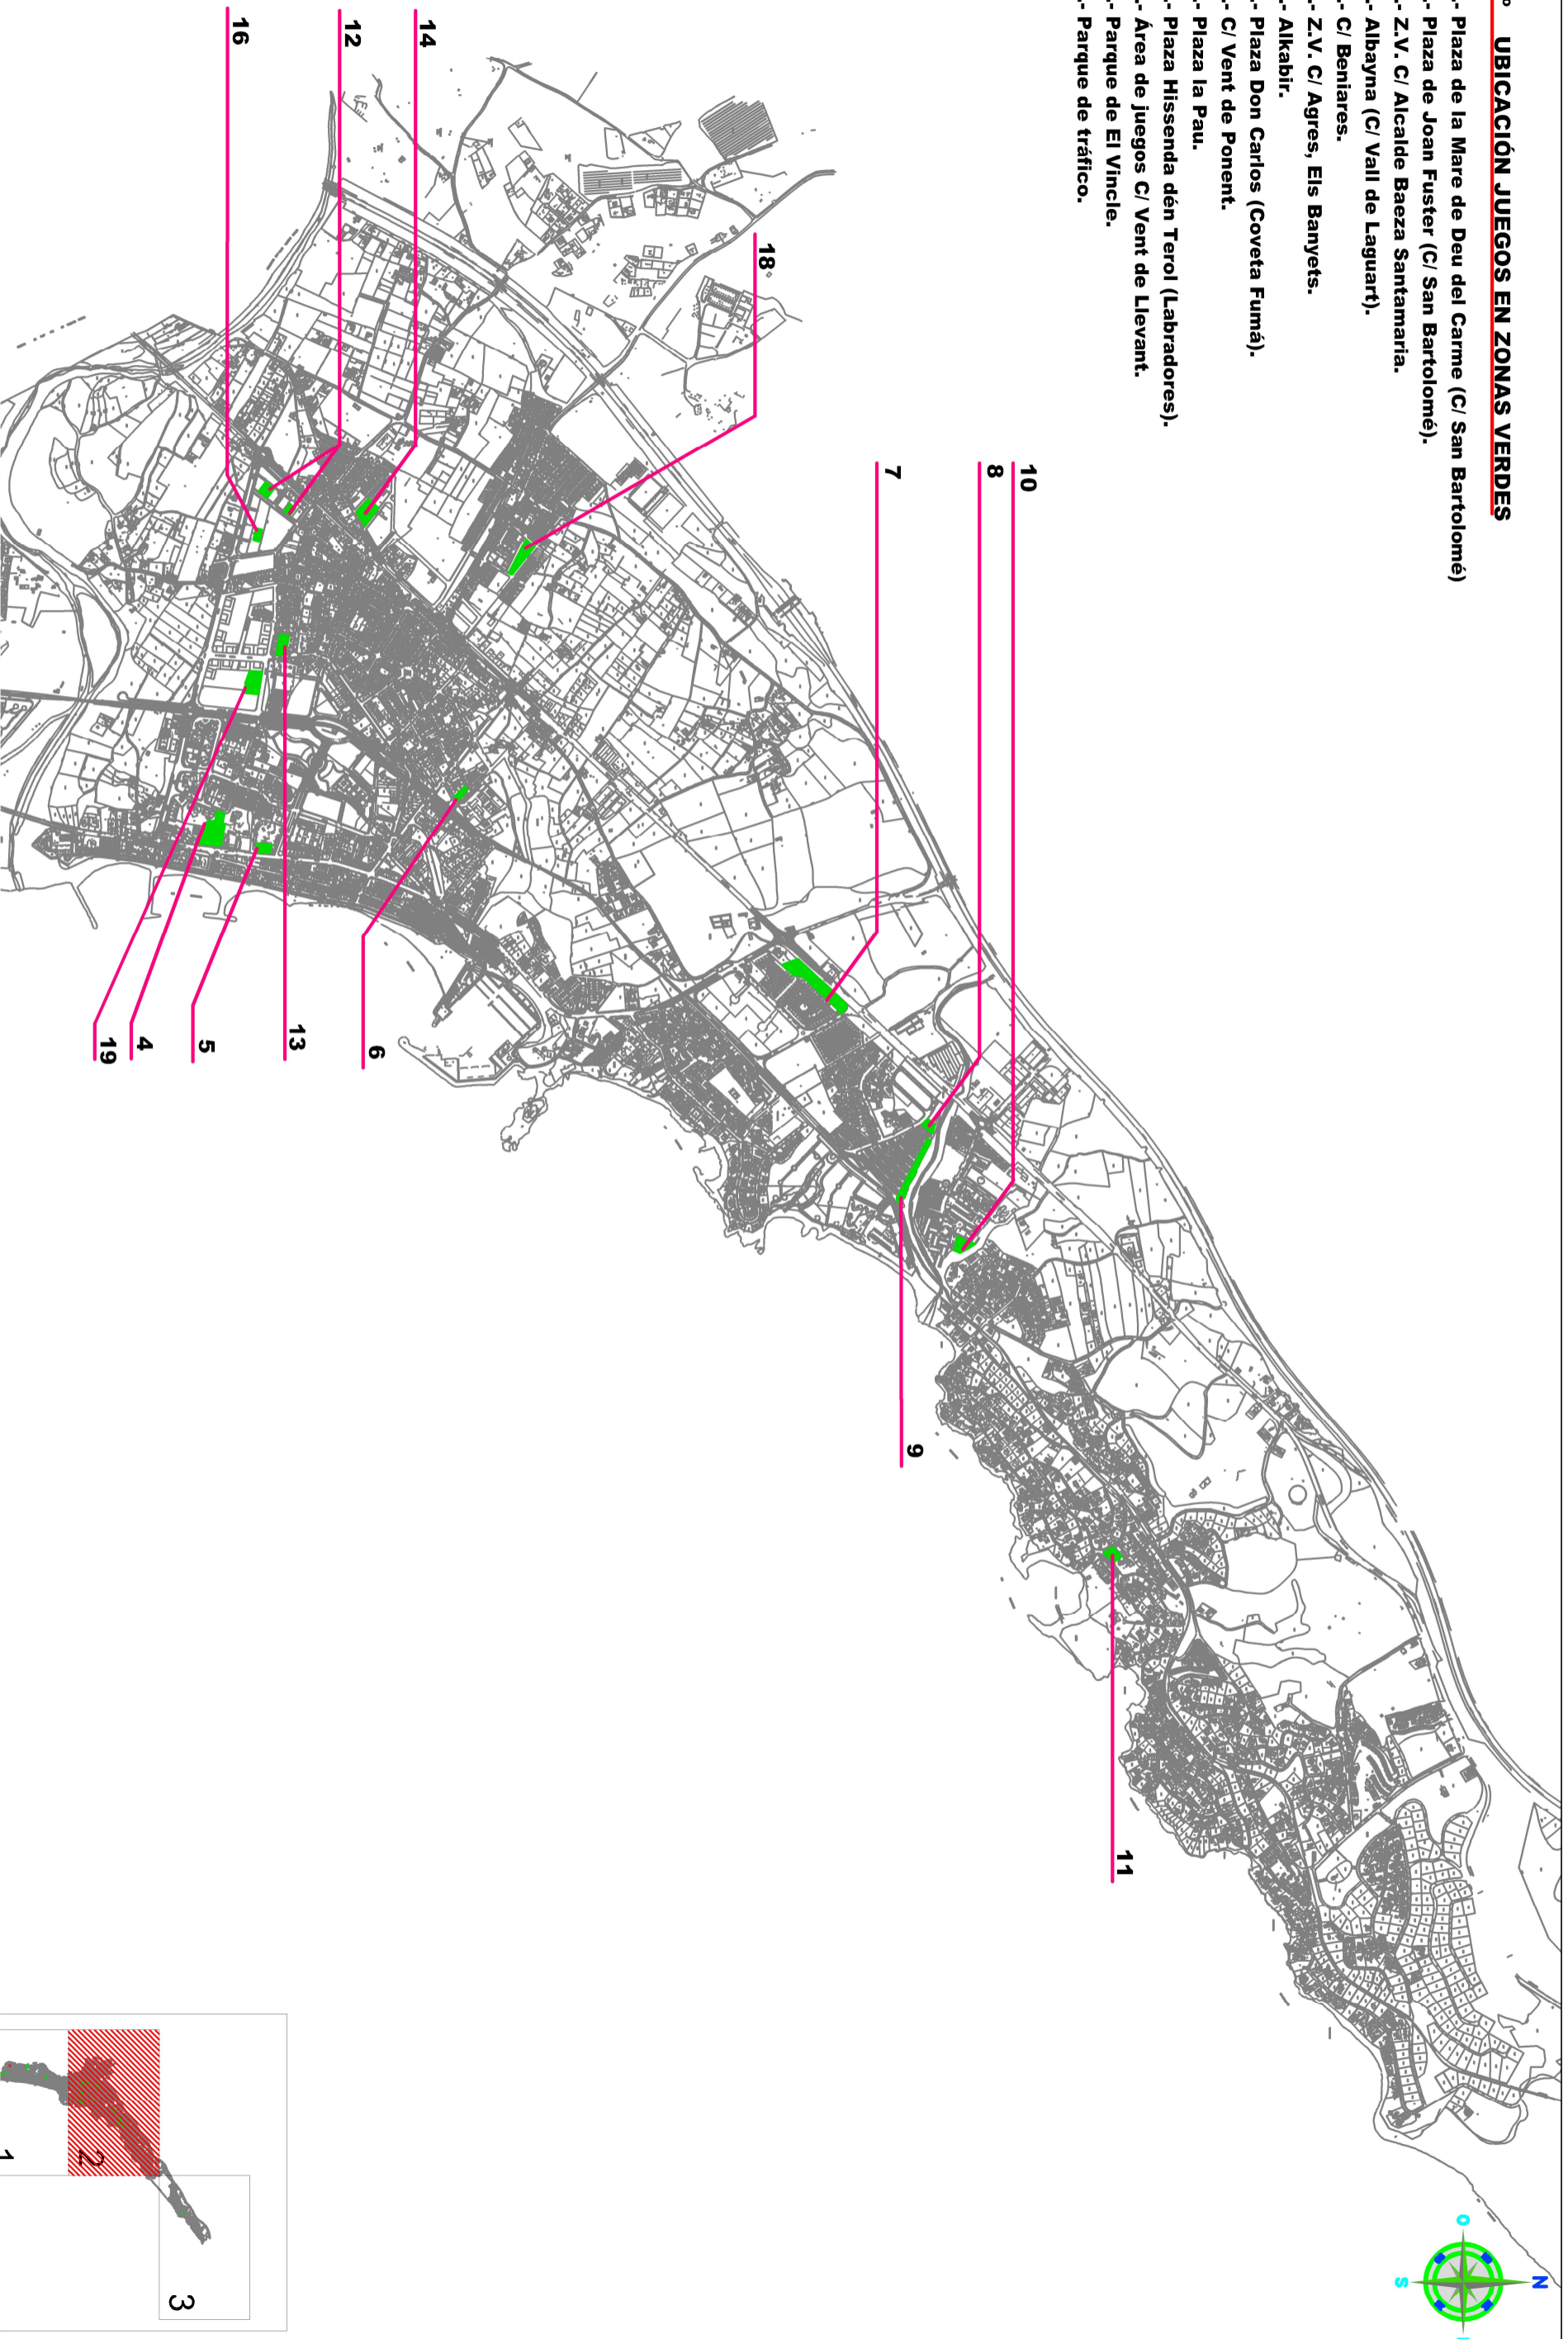 º UBICACIÓN JUEGOS EN ZONAS VERDES
.- Plaza de la Mare de Deu del Carme (C/ San Bartolomé)
.- Plaza de Joan Fuster (C/ San Bartolomé).
.- Z.V. C/ Alcalde Baeza Santamaria.
.- Albayna (C/ Vall de Laguart).
.- C/ Beniares.
.- Z.V. C/ Agres, Els Banyets.
.- Alkabir.
.- Plaza Don Carlos (Coveta Fumá).
.- C/ Vent de Ponent.
.- Plaza la Pau.
.- Plaza Hissenda dén Terol (Labradores).
.- Área de juegos C/ Vent de Llevant.
.- Parque de El Vincle.
.- Parque de tráfico.
16
12
14
18
7
8
10
19
4
5
13
6
9
11
1
2
3
O
N
S